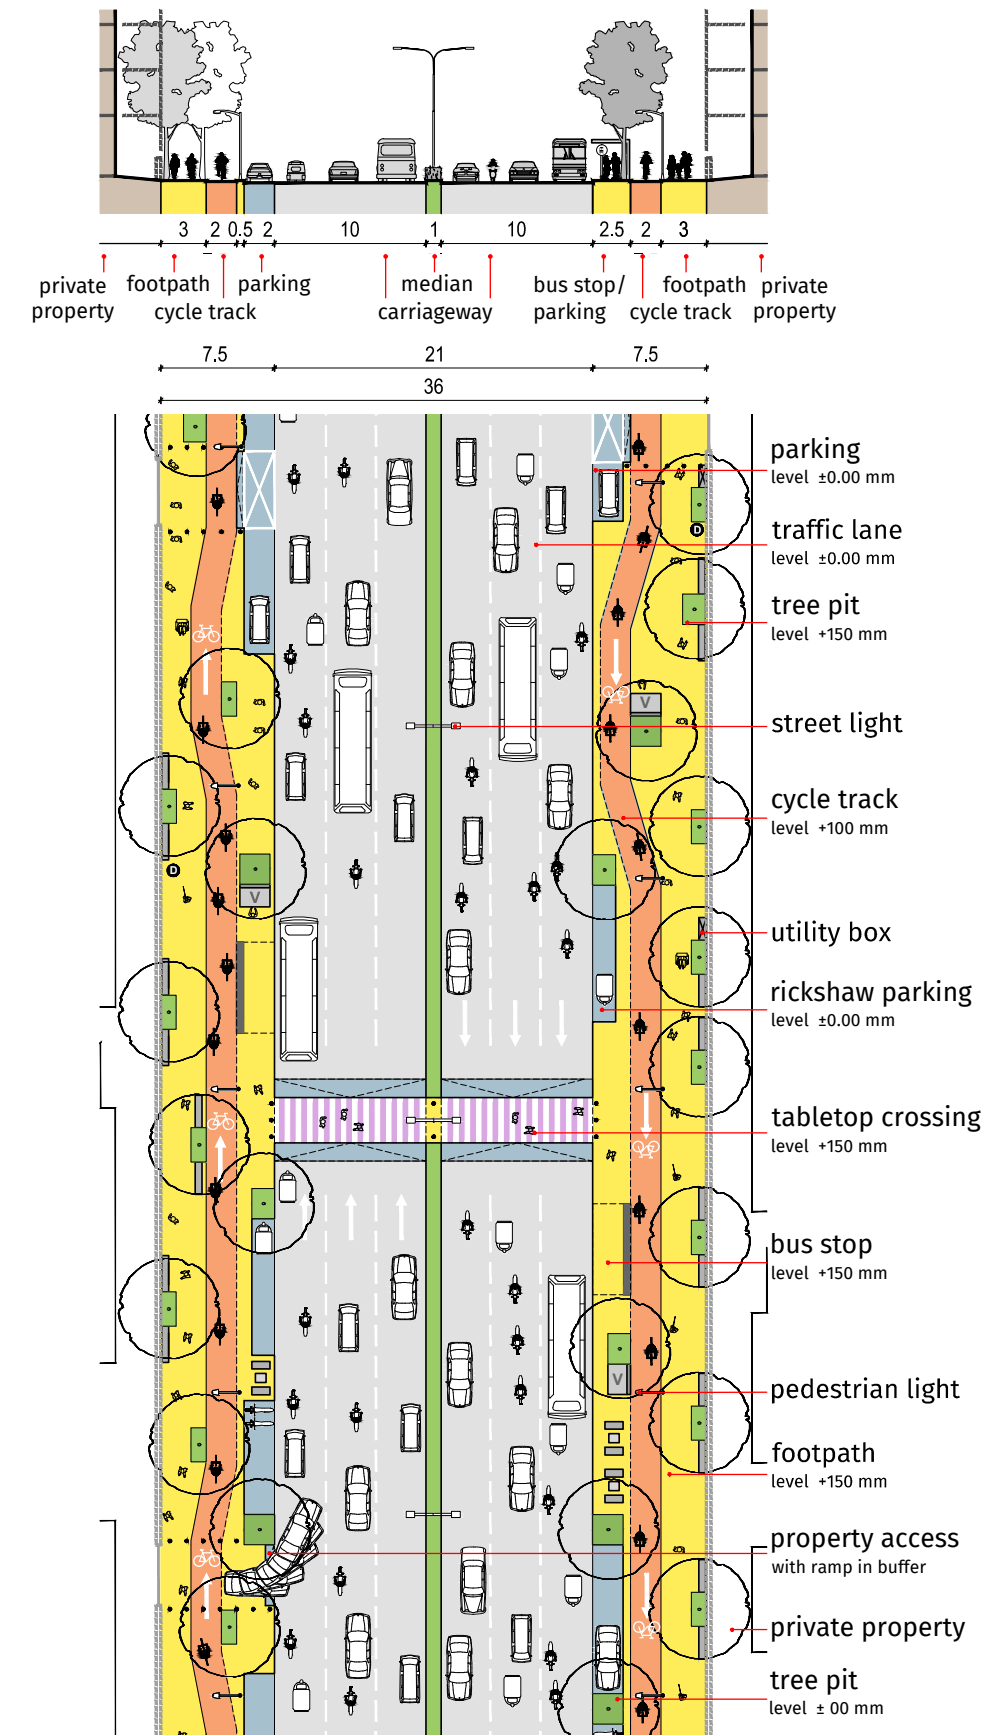 3 2 0.5 2 10 1 10 2.5 2 3
private property
footpath
cycle track
parking
median
carriageway
bus stop/
parking
footpath
cycle track
private
property
7.5 21 7.5
36
parking
level ±0.00 mm
traffic lane
level ±0.00 mm
D
tree pit
level +150 mm
V
street light
cycle track
level +100 mm
D
V
utility box
rickshaw parking
level ±0.00 mm
tabletop crossing
level +150 mm
bus stop
level +150 mm
V
pedestrian light
footpath
level +150 mm
property access
with ramp in buffer
private property
tree pit
level ± 00 mm